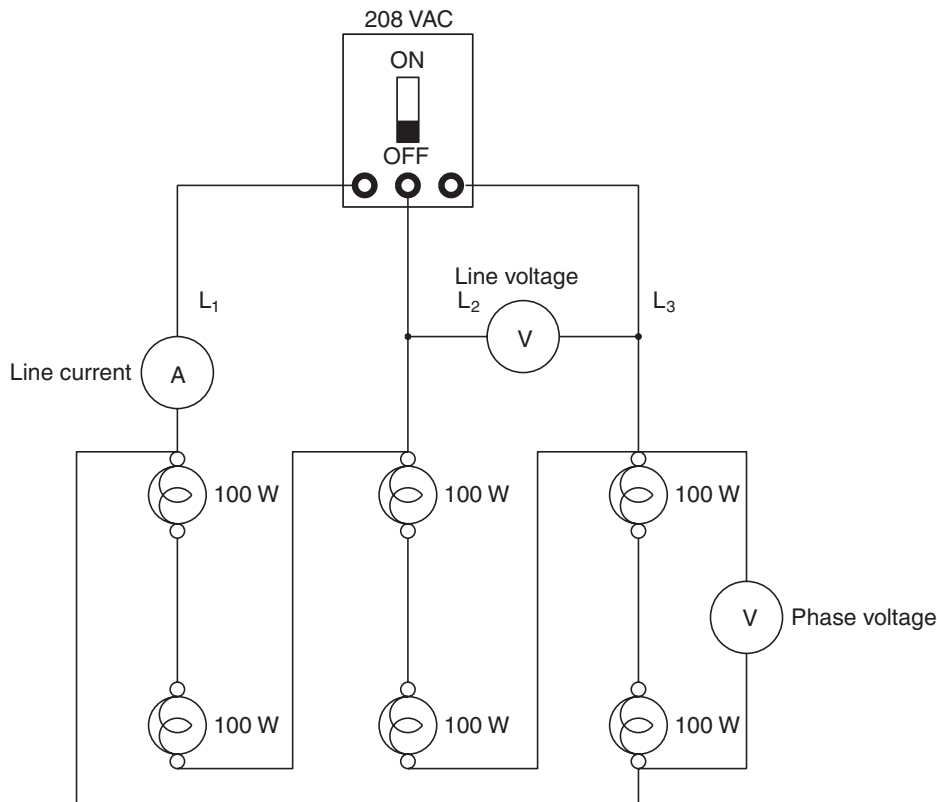 208 VAC
ON
OFF
Line voltage
L₁
L₂
L₃
V
Line current
A
100 W
100 W
100 W
V
Phase voltage
100 W
100 W
100 W